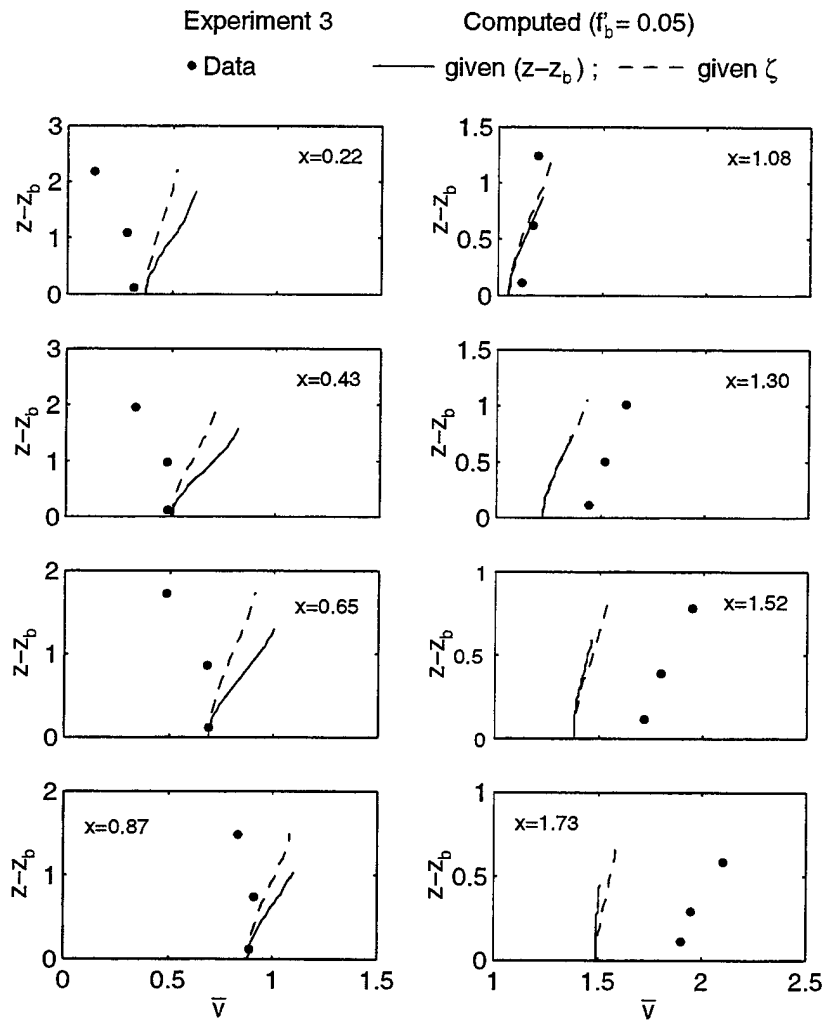 Experiment 3 Computed (f'b = 0.05)
● Data —— given (z−zb) ; – – – given ζ
3
2
1
0
z−zb
x=0.22
1.5
1
0.5
0
z−zb
x=1.08
3
2
1
0
z−zb
x=0.43
1.5
1
0.5
0
z−zb
x=1.30
2
1
0
z−zb
x=0.65
1
0.5
0
z−zb
x=1.52
2
1
0
z−zb
x=0.87
0 0.5 1 1.5
v̅
1
0.5
0
z−zb
x=1.73
1 1.5 2 2.5
v̅